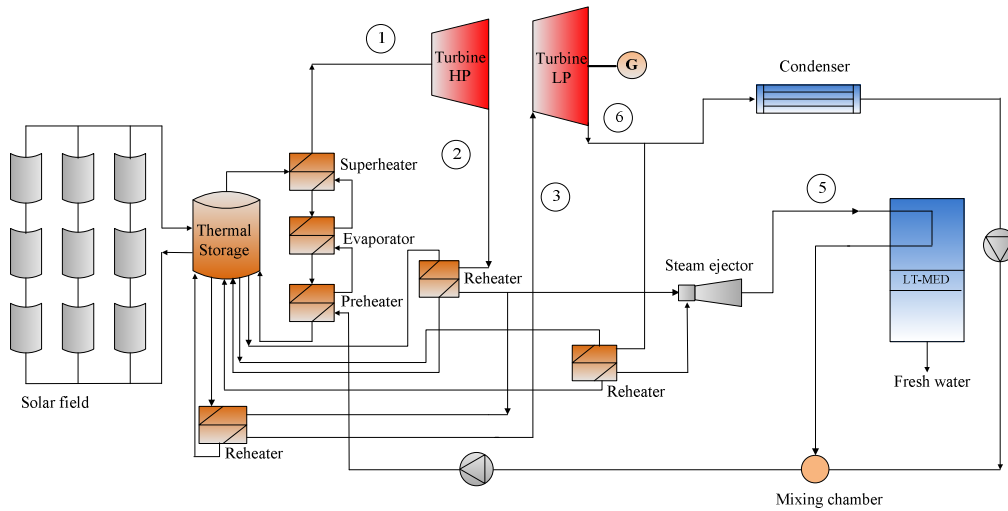 1
Turbine
HP
Turbine
LP
G
Condenser
6
2
Superheater
3
5
Thermal
Storage
Evaporator
Steam ejector
Reheater
LT-MED
Preheater
Fresh water
Reheater
Solar field
Reheater
Mixing chamber